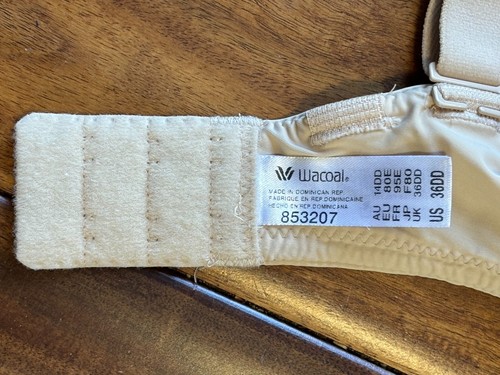 Wacoal®
MADE IN DOMINICAN REP.
FABRIQUE EN REP. DOMINICAINE
HECHO EN REP. DOMINICANA
853207
AU 14DD
EU 80E
FR 95E
JP F80
UK 36DD
US 36DD